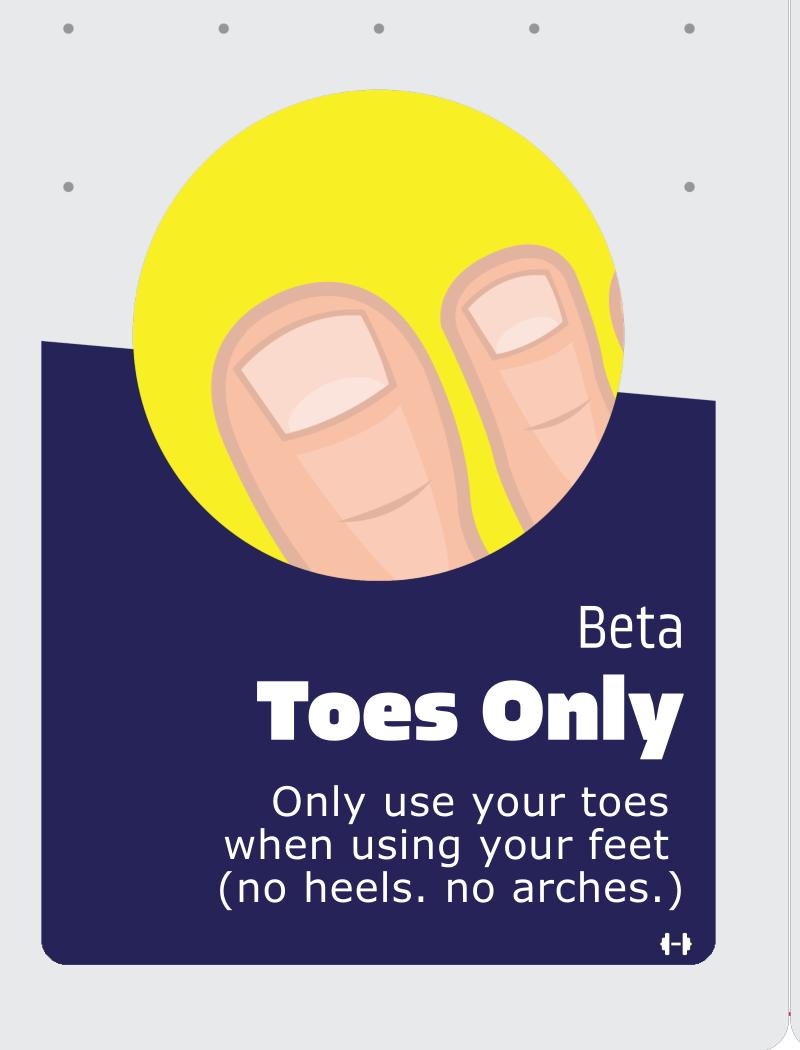 Beta
Toes Only
Only use your toes
when using your feet
(no heels. no arches.)